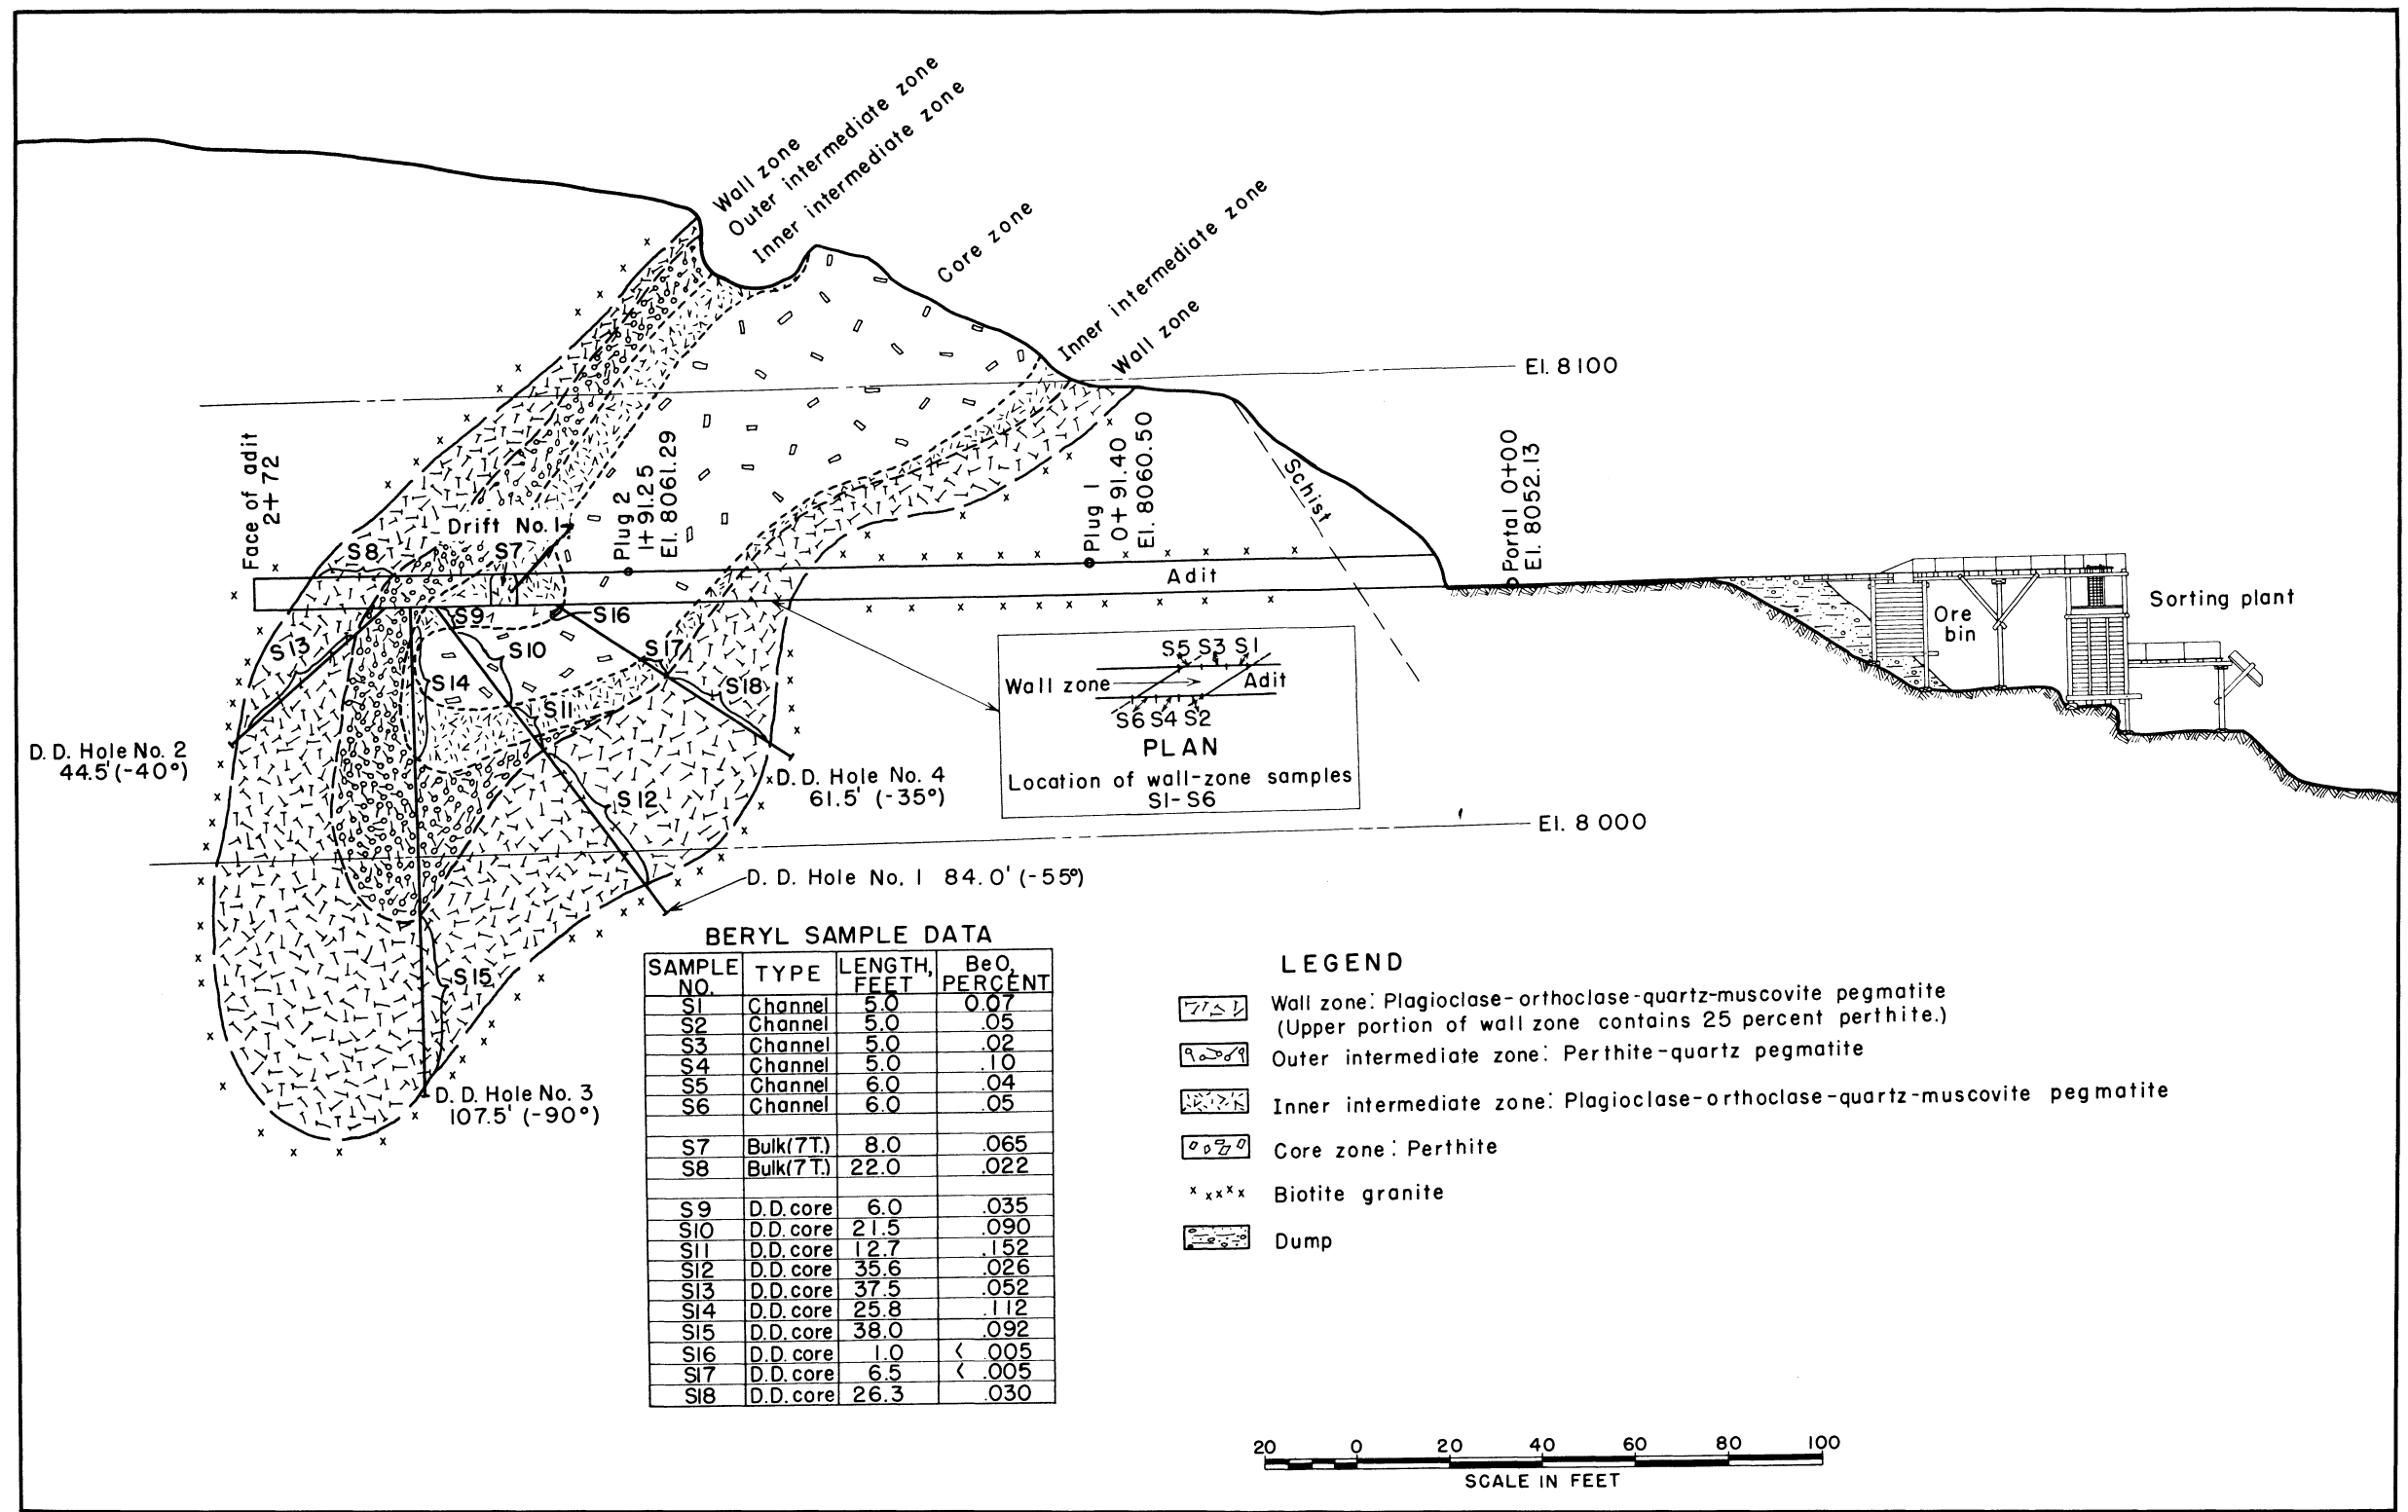 Wall zone
Outer intermediate zone
Inner intermediate zone
Core zone
Inner intermediate zone
Wall zone
El. 8100
Face of adit
2+72
S8
Drift No. 1
S7
Plug 2
1+91.25
El. 8061.29
Plug 1
0+91.40
El. 8060.50
Schist
Portal 0+00
El. 8052.13
Adit
Ore
bin
Sorting plant
S9
S16
S10
S13
S17
S14
S18
S11
S12
S15
S5 S3 S1
Wall zone
Adit
S6 S4 S2
PLAN
Location of wall-zone samples
S1-S6
D. D. Hole No. 2
44.5' (-40°)
D. D. Hole No. 4
61.5' (-35°)
El. 8000
D. D. Hole No. 1 84.0' (-55°)
D. D. Hole No. 3
107.5' (-90°)
BERYL SAMPLE DATA
SAMPLE NO. TYPE LENGTH, FEET BeO, PERCENT
S1 Channel 5.0 0.07
S2 Channel 5.0 .05
S3 Channel 5.0 .02
S4 Channel 5.0 .10
S5 Channel 6.0 .04
S6 Channel 6.0 .05
S7 Bulk(7T.) 8.0 .065
S8 Bulk(7T.) 22.0 .022
S9 D.D. core 6.0 .035
S10 D.D. core 21.5 .090
S11 D.D. core 12.7 .152
S12 D.D. core 35.6 .026
S13 D.D. core 37.5 .052
S14 D.D. core 25.8 .112
S15 D.D. core 38.0 .092
S16 D.D. core 1.0 < .005
S17 D.D. core 6.5 < .005
S18 D.D. core 26.3 .030
LEGEND
Wall zone: Plagioclase-orthoclase-quartz-muscovite pegmatite
(Upper portion of wall zone contains 25 percent perthite.)
Outer intermediate zone: Perthite-quartz pegmatite
Inner intermediate zone: Plagioclase-orthoclase-quartz-muscovite pegmatite
Core zone: Perthite
Biotite granite
Dump
20 0 20 40 60 80 100
SCALE IN FEET